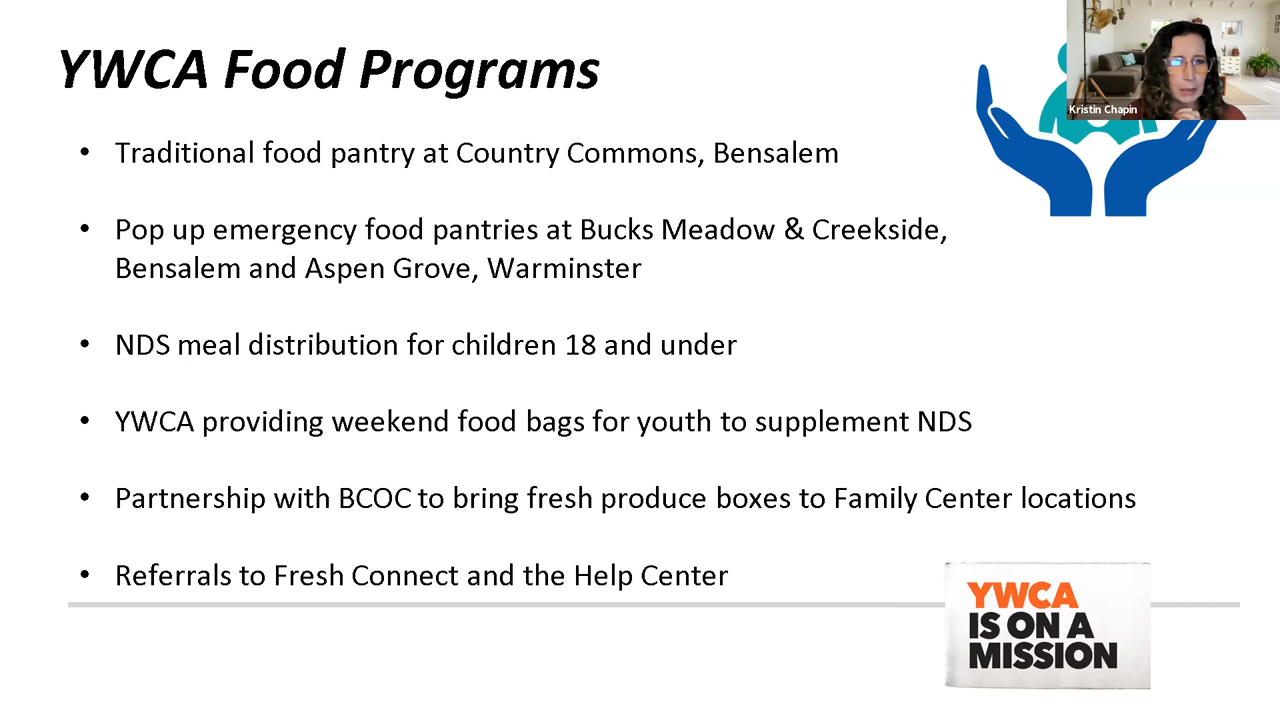 YWCA Food Programs
Kristin Chapin
• Traditional food pantry at Country Commons, Bensalem
• Pop up emergency food pantries at Bucks Meadow & Creekside,
Bensalem and Aspen Grove, Warminster
• NDS meal distribution for children 18 and under
• YWCA providing weekend food bags for youth to supplement NDS
• Partnership with BCOC to bring fresh produce boxes to Family Center locations
• Referrals to Fresh Connect and the Help Center
YWCA
IS ON A
MISSION